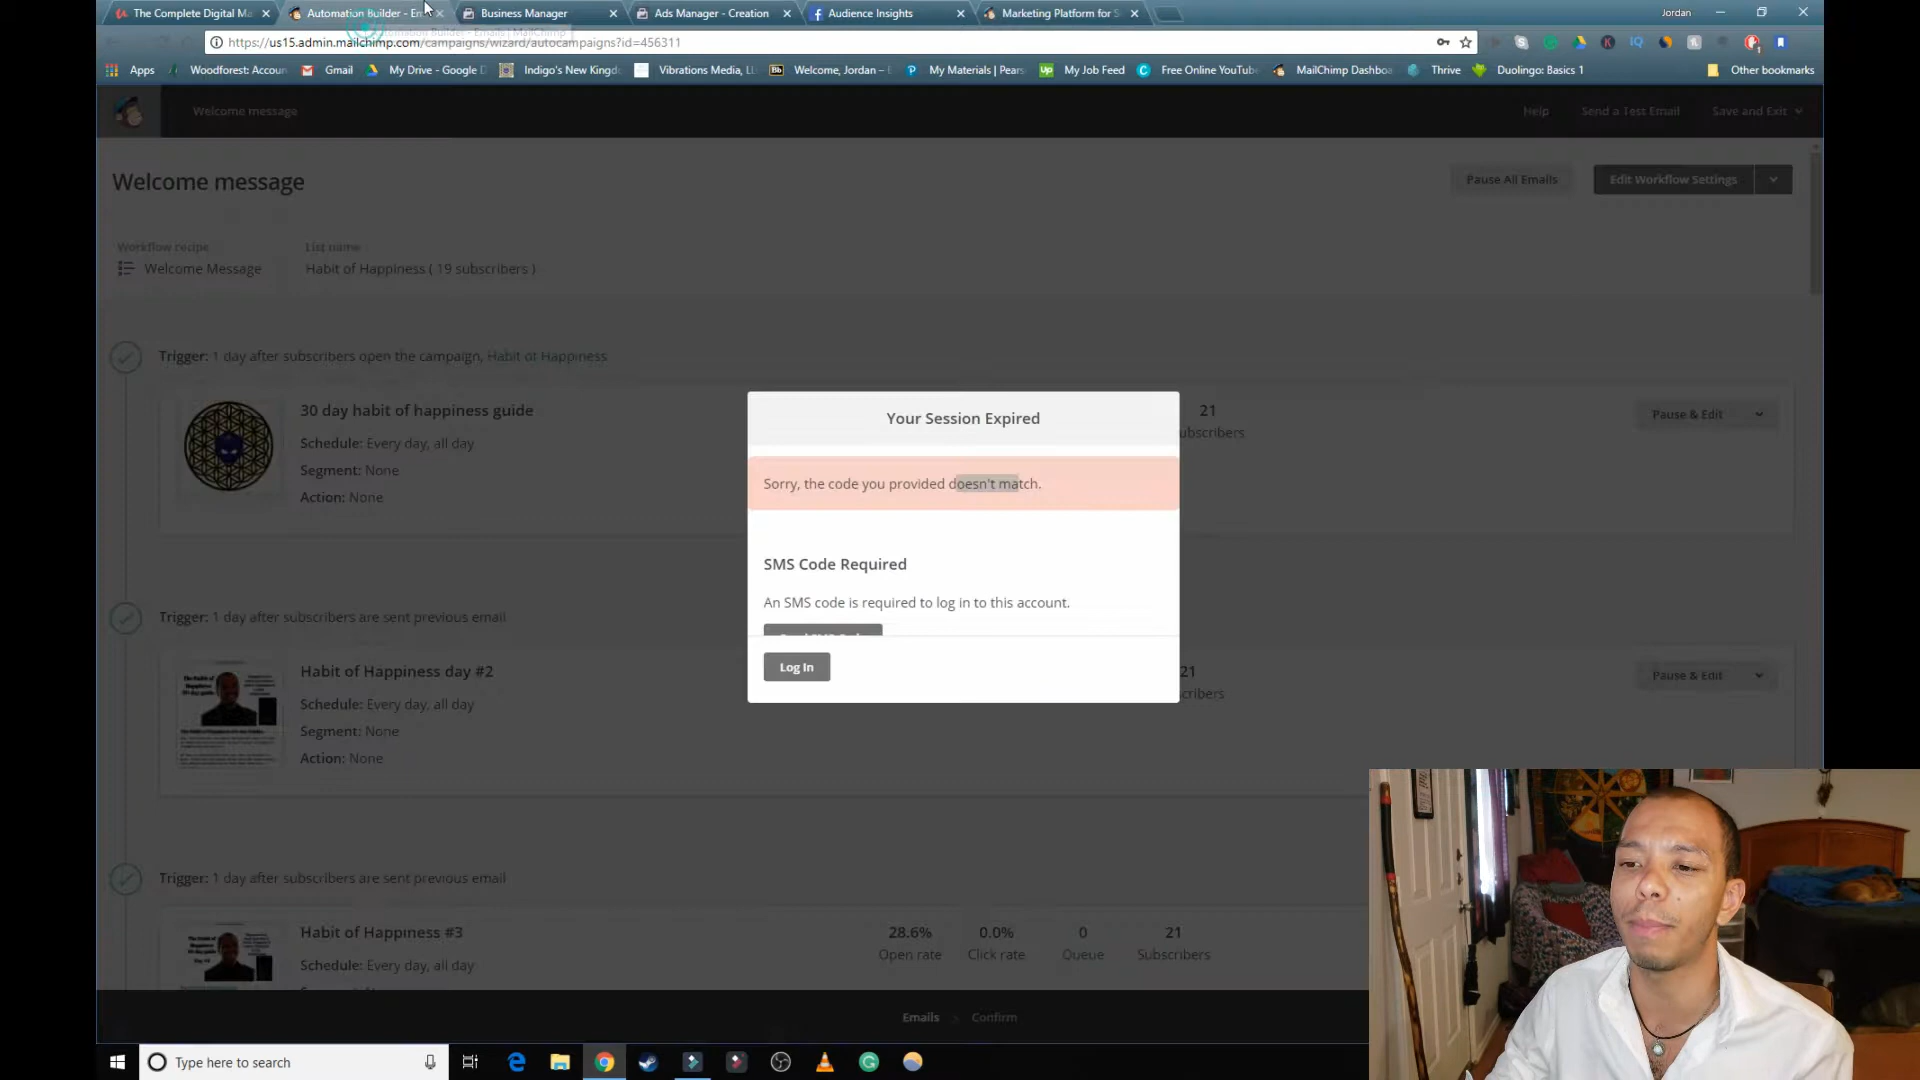 The Complete Digital Ma
Automation Builder - Em
Business Manager
Ads Manager - Creation
Audience Insights
Marketing Platform for S
Jordan
Automation Builder - Emails | MailChimp
https://us15.admin.mailchimp.com/campaigns/wizard/autocampaigns?id=456311
Apps
Woodforest: Accoun
Gmail
My Drive - Google D
Indigo's New Kingdo
Vibrations Media, LL
Welcome, Jordan –
My Materials | Pears
My Job Feed
Free Online YouTub
MailChimp Dashboa
Thrive
Duolingo: Basics 1
Other bookmarks
Welcome message
Help
Send a Test Email
Save and Exit
Welcome message
Pause All Emails
Edit Workflow Settings
Workflow recipe
List name
Welcome Message
Habit of Happiness ( 19 subscribers )
Trigger: 1 day after subscribers open the campaign, Habit of Happiness
30 day habit of happiness guide
Schedule: Every day, all day
Segment: None
Action: None
21
ubscribers
Pause & Edit
Your Session Expired
Sorry, the code you provided doesn't match.
SMS Code Required
An SMS code is required to log in to this account.
Log In
Trigger: 1 day after subscribers are sent previous email
Habit of Happiness day #2
Schedule: Every day, all day
Segment: None
Action: None
21
scribers
Pause & Edit
Trigger: 1 day after subscribers are sent previous email
Habit of Happiness #3
Schedule: Every day, all day
28.6%
Open rate
0.0%
Click rate
0
Queue
21
Subscribers
Emails
Confirm
Type here to search